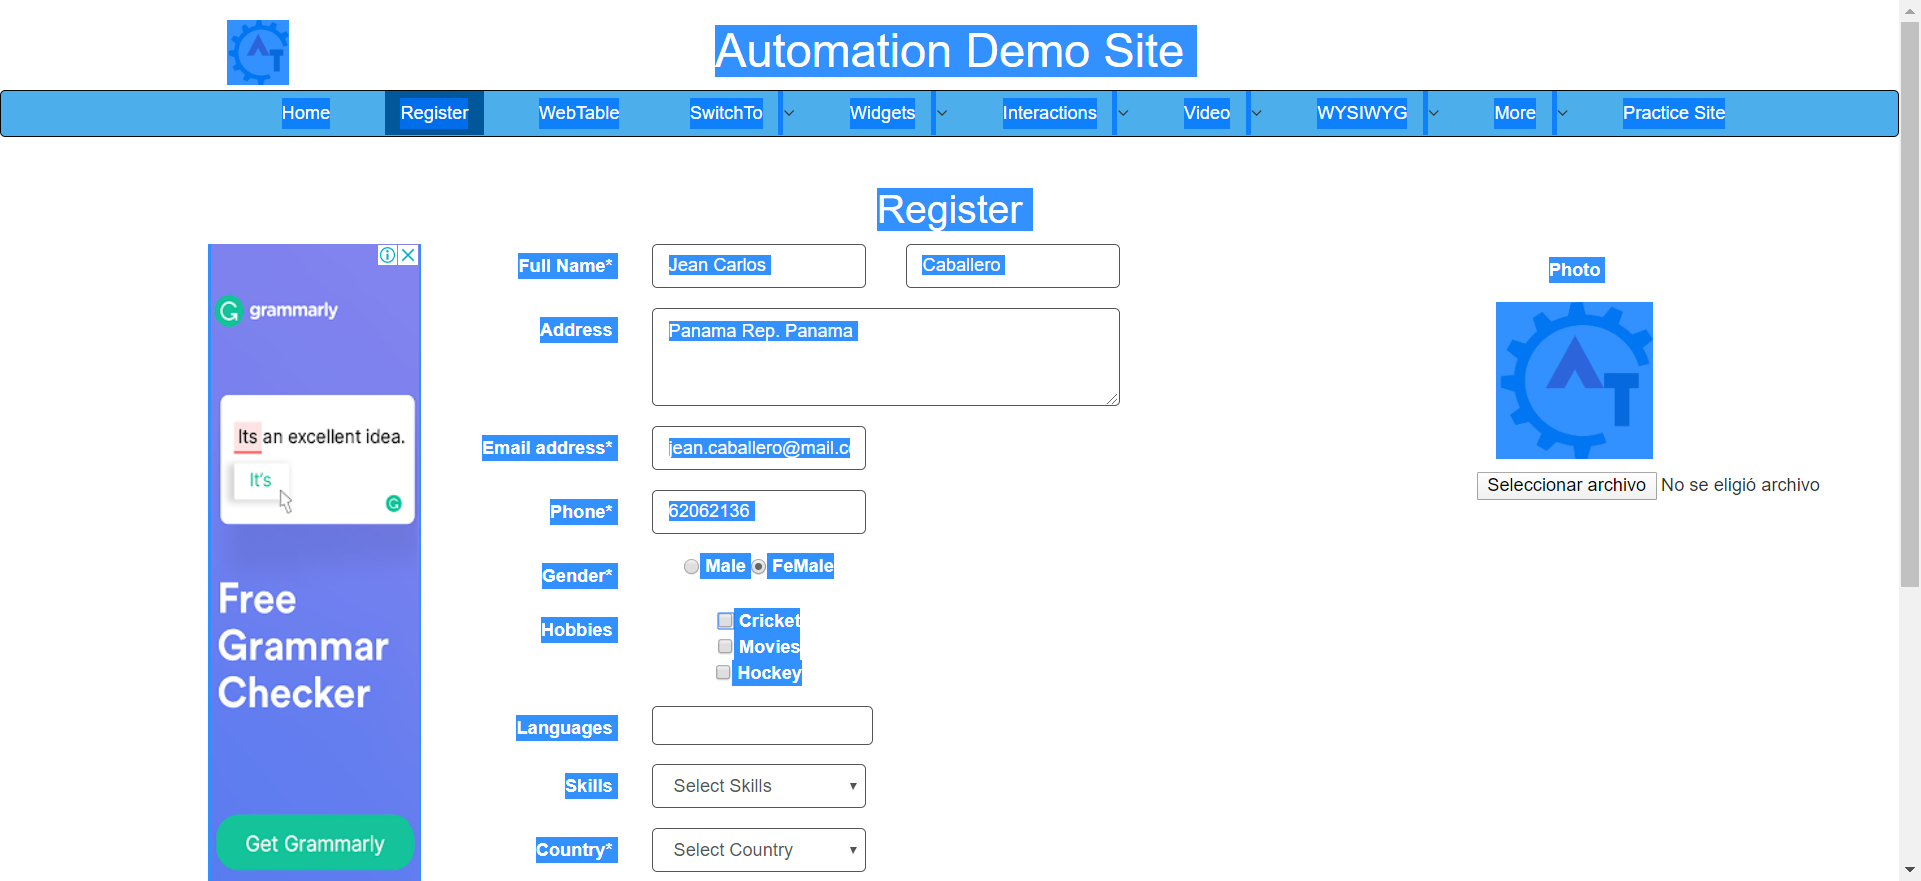 Automation Demo Site
Home Register WebTable SwitchTo Widgets Interactions Video WYSIWYG More Practice Site
Register
grammarly
Its an excellent idea.
It's
Free
Grammar
Checker
Get Grammarly
Full Name* Jean Carlos Caballero
Address Panama Rep. Panama
Email address* jean.caballero@mail.c
Phone* 62062136
Gender* Male FeMale
Hobbies Cricket
Movies
Hockey
Languages
Skills Select Skills
Country* Select Country
Photo
AT
Seleccionar archivo No se eligió archivo